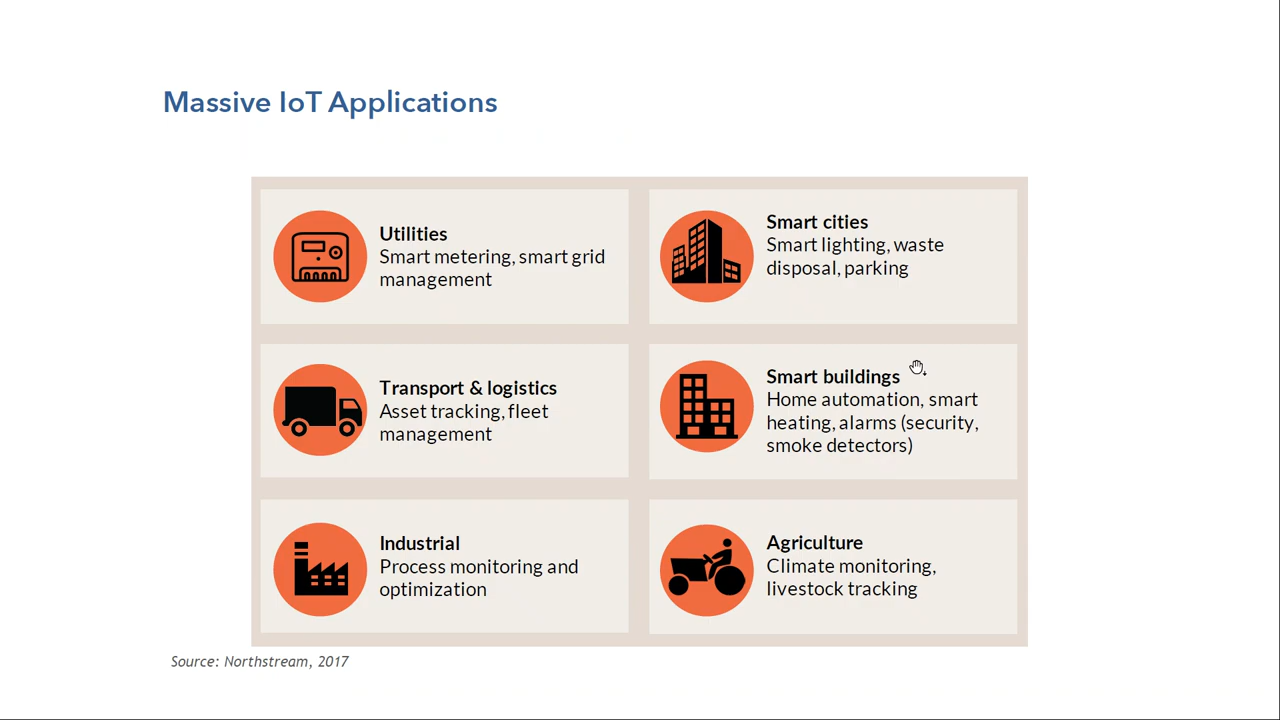 Massive IoT Applications
Utilities
Smart metering, smart grid
management
Smart cities
Smart lighting, waste
disposal, parking
Transport & logistics
Asset tracking, fleet
management
Smart buildings
Home automation, smart
heating, alarms (security,
smoke detectors)
Industrial
Process monitoring and
optimization
Agriculture
Climate monitoring,
livestock tracking
Source: Northstream, 2017